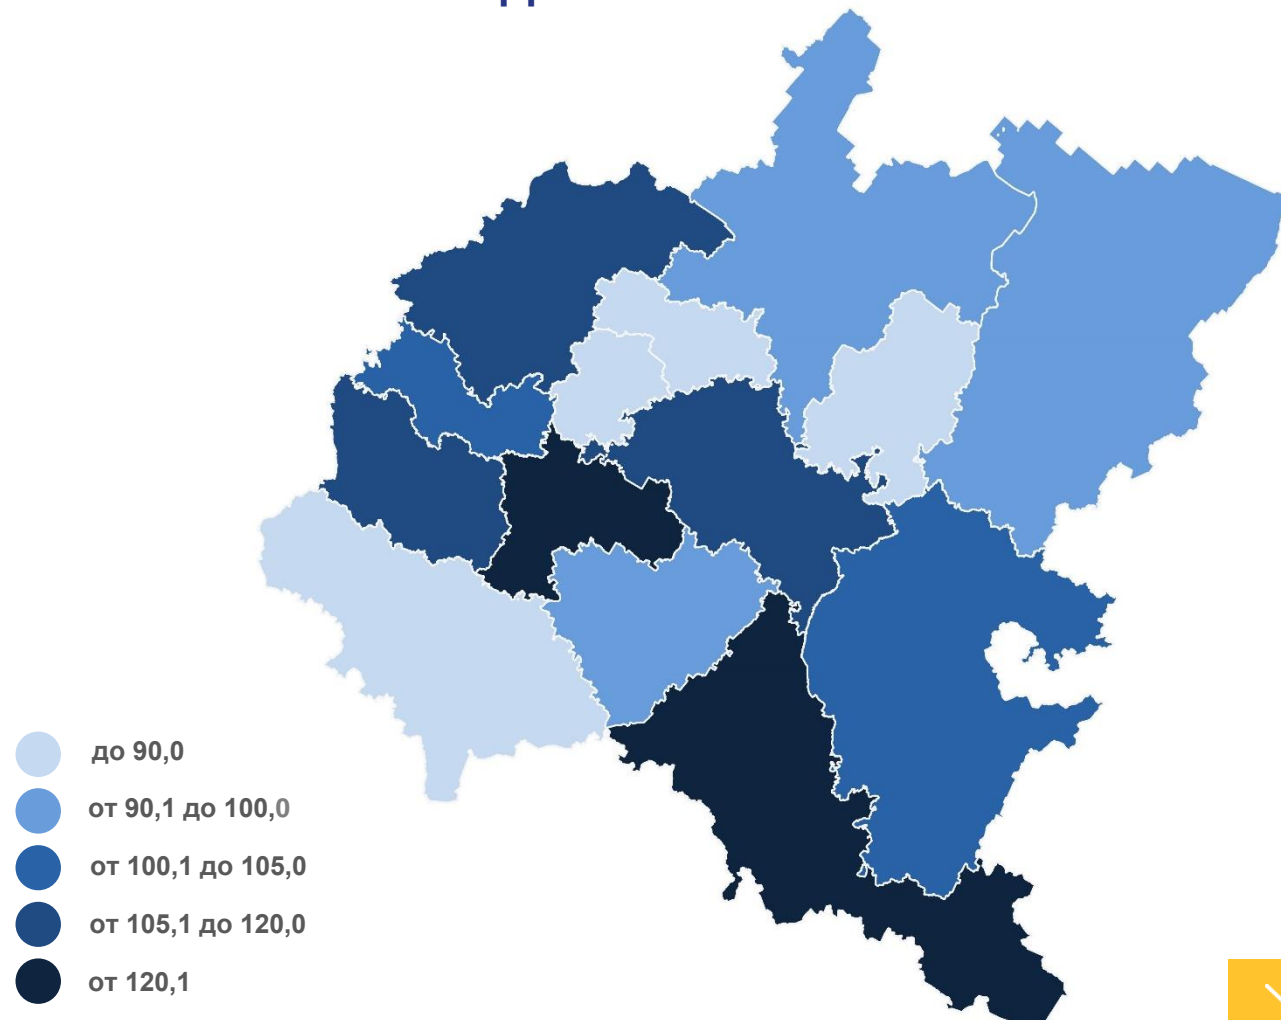 до 90,0
от 90,1 до 100,0
от 100,1 до 105,0
от 105,1 до 120,0
от 120,1